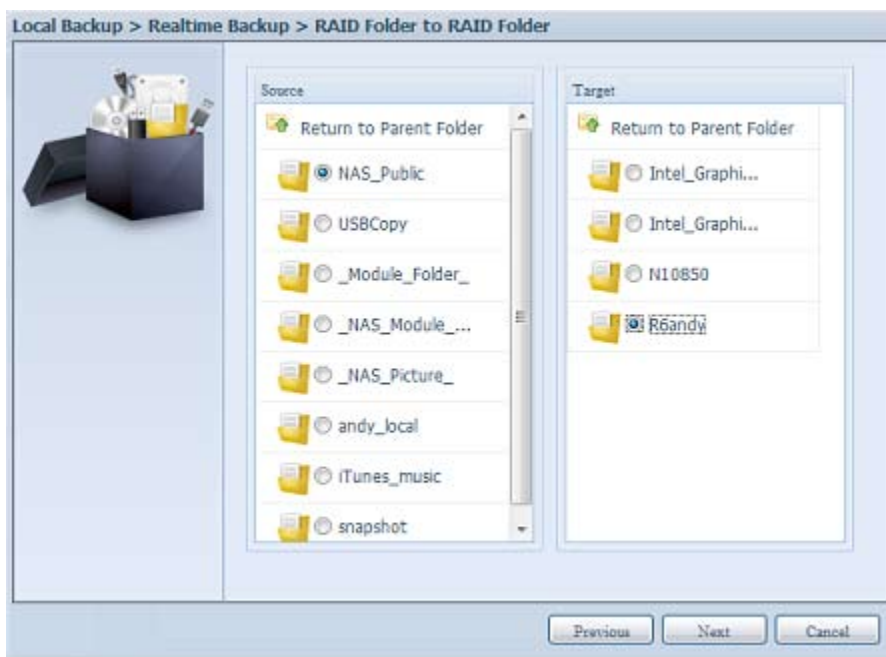 Local Backup > Realtime Backup > RAID Folder to RAID Folder
Source
Return to Parent Folder
NAS_Public
USBCopy
_Module_Folder_
_NAS_Module_...
_NAS_Picture_
andy_local
iTunes_music
snapshot
Target
Return to Parent Folder
Intel_Graphi...
Intel_Graphi...
N10850
R6andy
Previous
Next
Cancel